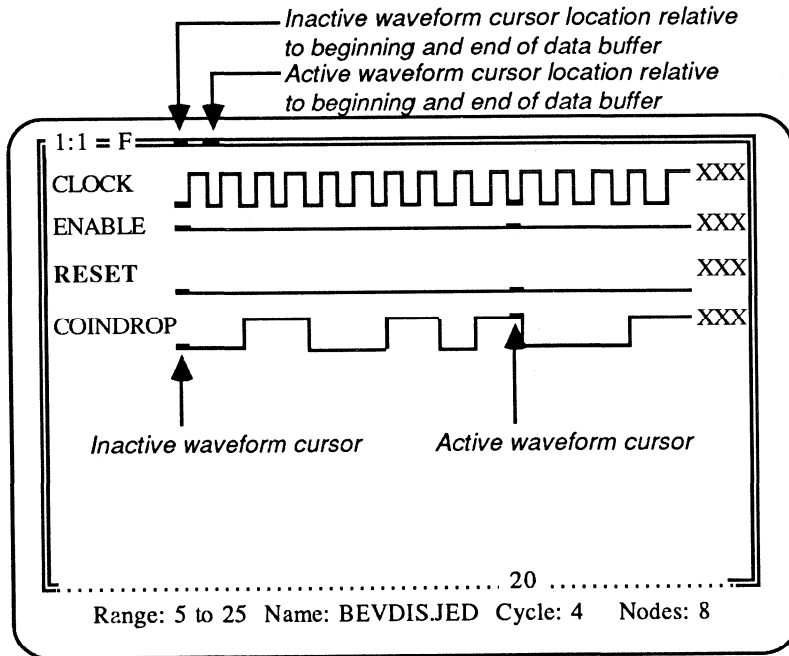 Inactive waveform cursor location relative
to beginning and end of data buffer
Active waveform cursor location relative
to beginning and end of data buffer
1:1 = F
CLOCK XXX
ENABLE XXX
RESET XXX
COINDROP XXX
Inactive waveform cursor Active waveform cursor
20
Range: 5 to 25 Name: BEVDIS.JED Cycle: 4 Nodes: 8